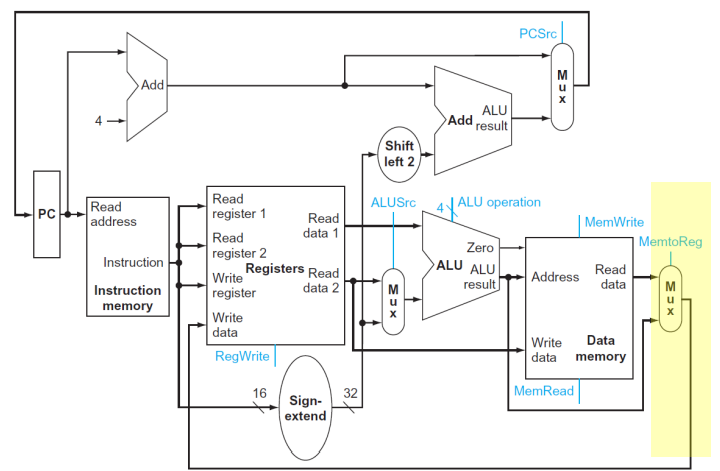 PCSrc
Add
4
M
u
x
Add
ALU
result
Shift
left 2
PC
Read
address
Instruction
Instruction
memory
Read
register 1
Read
register 2
Write
register
Write
data
Registers
Read
data 1
Read
data 2
RegWrite
16
Sign-
extend
32
ALUSrc
M
u
x
4
ALU operation
Zero
ALU
ALU
result
MemWrite
Address
Read
data
Write
data
Data
memory
MemRead
MemtoReg
M
u
x